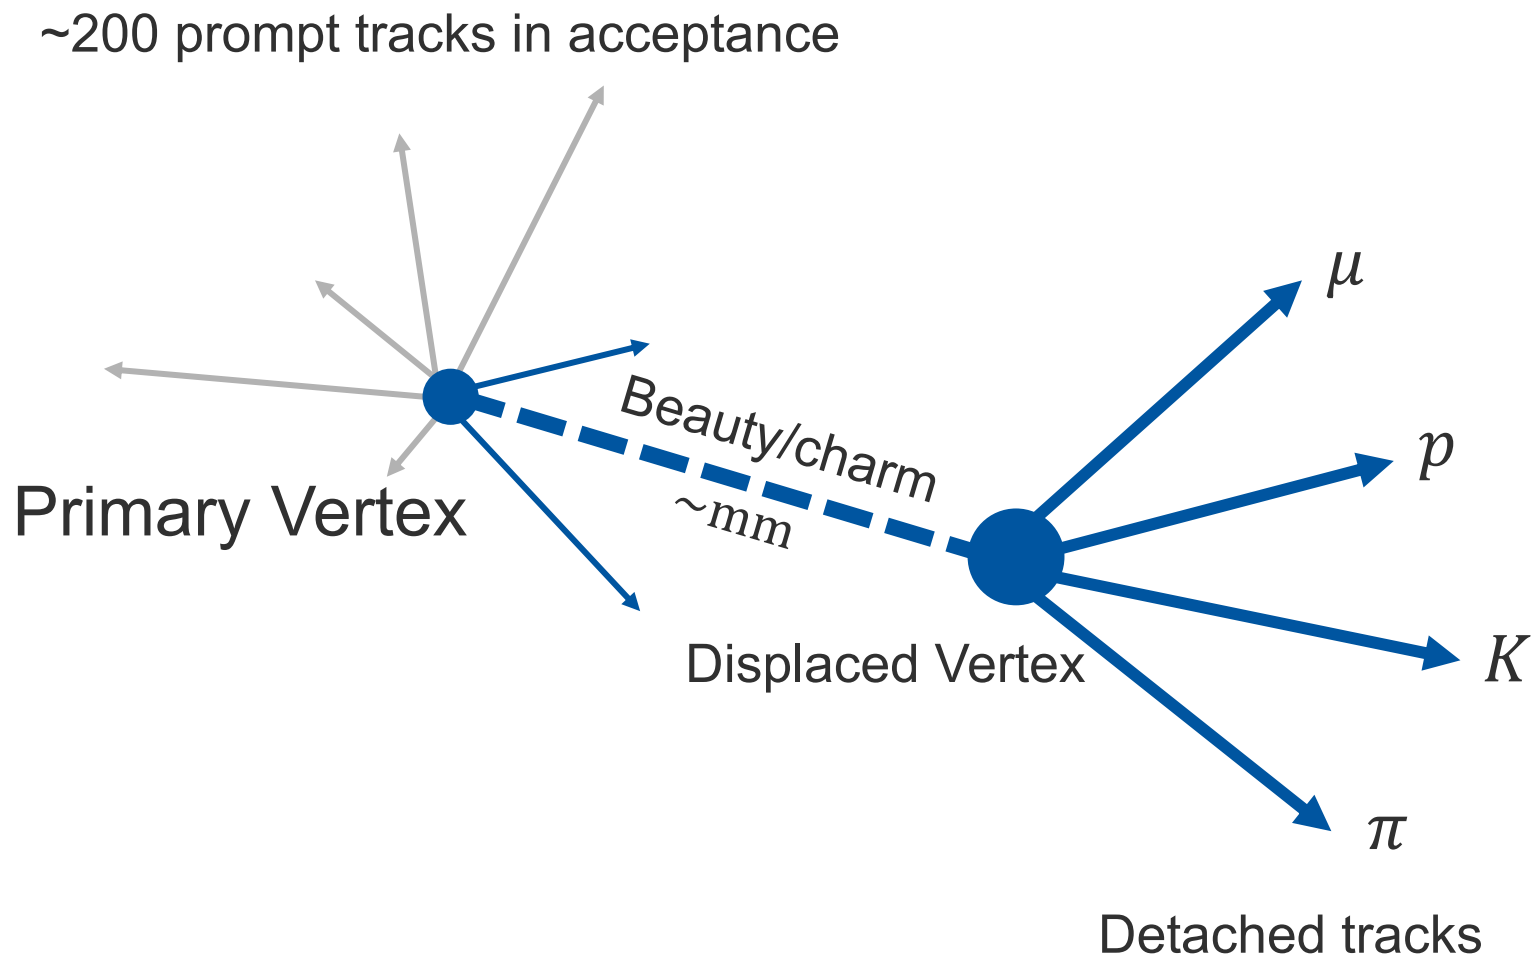 ~200 prompt tracks in acceptance
μ
Beauty/charm
p
~mm
Primary Vertex
Displaced Vertex
K
π
Detached tracks